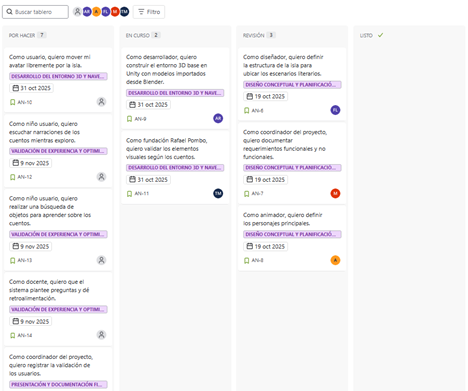 Buscar tablero
AR
A
FL
M
TM
Filtro
POR HACER 7
Como usuario, quiero mover mi
avatar libremente por la isla.
DESARROLLO DEL ENTORNO 3D Y NAVE...
31 oct 2025
AN-10
Como niño usuario, quiero
escuchar narraciones de los
cuentos mientras exploro.
VALIDACIÓN DE EXPERIENCIA Y OPTIMI...
9 nov 2025
AN-12
Como niño usuario, quiero
realizar una búsqueda de
objetos para aprender sobre los
cuentos.
VALIDACIÓN DE EXPERIENCIA Y OPTIMI...
9 nov 2025
AN-13
Como docente, quiero que el
sistema plantee preguntas y dé
retroalimentación.
VALIDACIÓN DE EXPERIENCIA Y OPTIMI...
9 nov 2025
AN-14
Como coordinador del proyecto,
quiero registrar la validación de
los usuarios.
PRESENTACIÓN Y DOCUMENTACIÓN FI...
EN CURSO 2
Como desarrollador, quiero
construir el entorno 3D base en
Unity con modelos importados
desde Blender.
DESARROLLO DEL ENTORNO 3D Y NAVE...
31 oct 2025
AN-9
AR
Como fundación Rafael Pombo,
quiero validar los elementos
visuales según los cuentos.
DESARROLLO DEL ENTORNO 3D Y NAVE...
31 oct 2025
AN-11
TM
REVISIÓN 3
Como diseñador, quiero definir
la estructura de la isla para
ubicar los escenarios literarios.
DISEÑO CONCEPTUAL Y PLANIFICACIÓ...
19 oct 2025
AN-6
FL
Como coordinador del proyecto,
quiero documentar
requerimientos funcionales y no
funcionales.
DISEÑO CONCEPTUAL Y PLANIFICACIÓ...
19 oct 2025
AN-7
M
Como animador, quiero definir
los personajes principales.
DISEÑO CONCEPTUAL Y PLANIFICACIÓ...
19 oct 2025
AN-8
A
LISTO